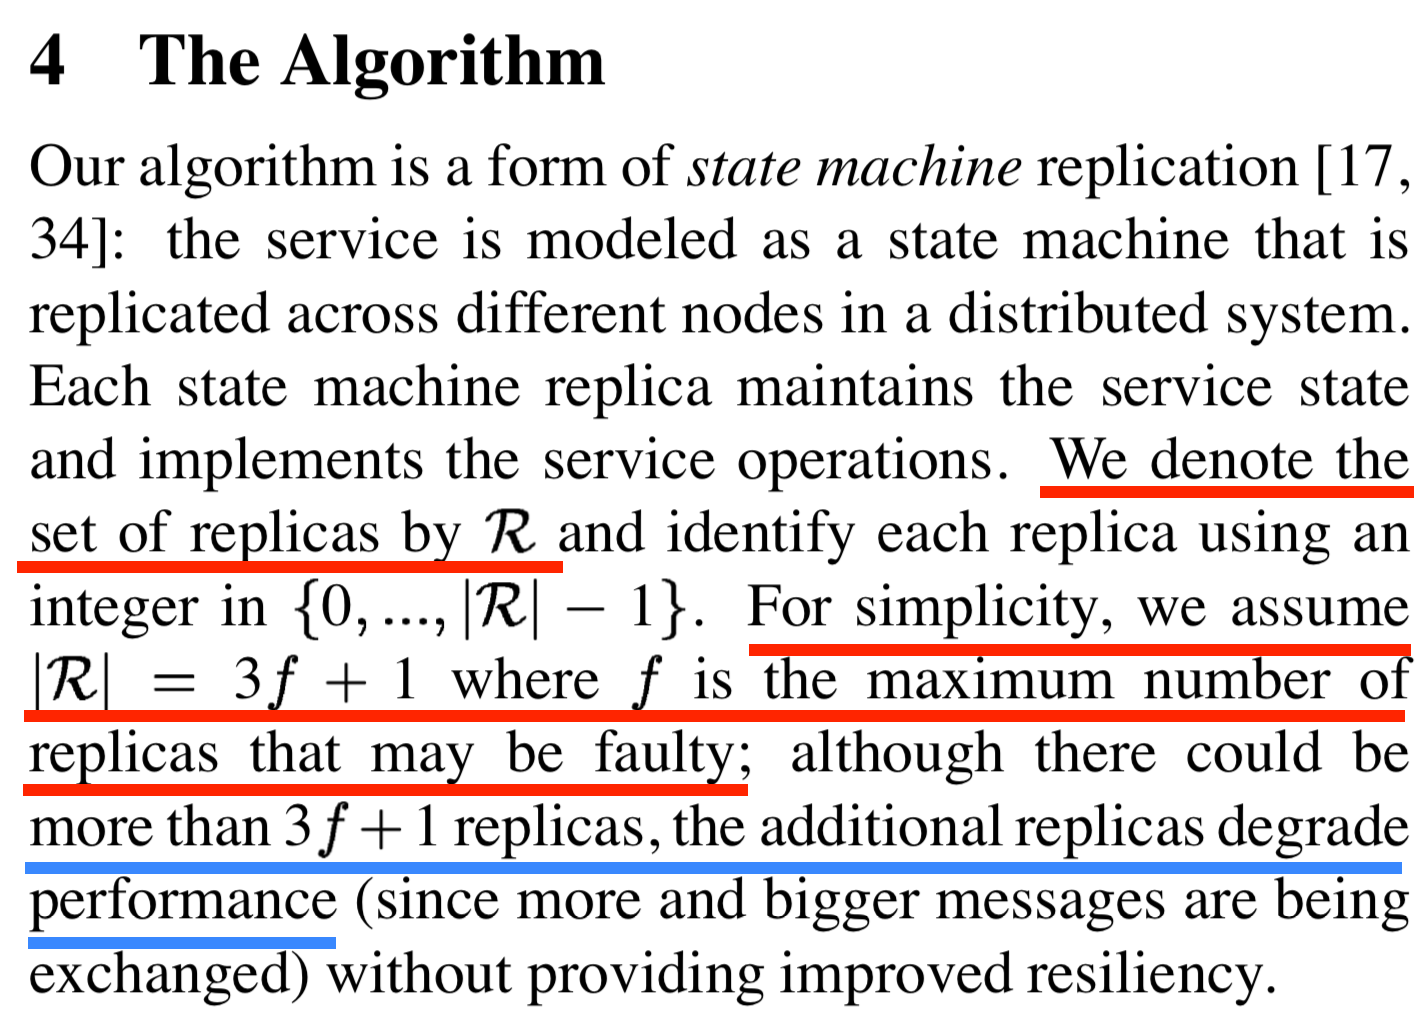 4 The Algorithm
Our algorithm is a form of state machine replication [17,
34]: the service is modeled as a state machine that is
replicated across different nodes in a distributed system.
Each state machine replica maintains the service state
and implements the service operations. We denote the
set of replicas by ℛ and identify each replica using an
integer in {0, ..., |ℛ| − 1}. For simplicity, we assume
|ℛ| = 3f + 1 where f is the maximum number of
replicas that may be faulty; although there could be
more than 3f + 1 replicas, the additional replicas degrade
performance (since more and bigger messages are being
exchanged) without providing improved resiliency.